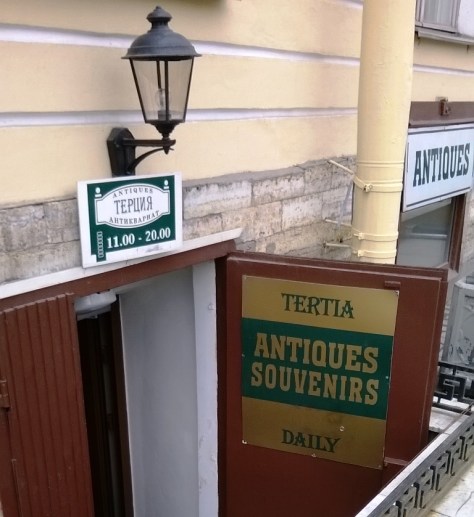 ANTIQUES
ТЕРЦИЯ
АНТИКВАРИАТ
11.00 - 20.00
ANTIQUES
TERTIA
ANTIQUES
SOUVENIRS
DAILY